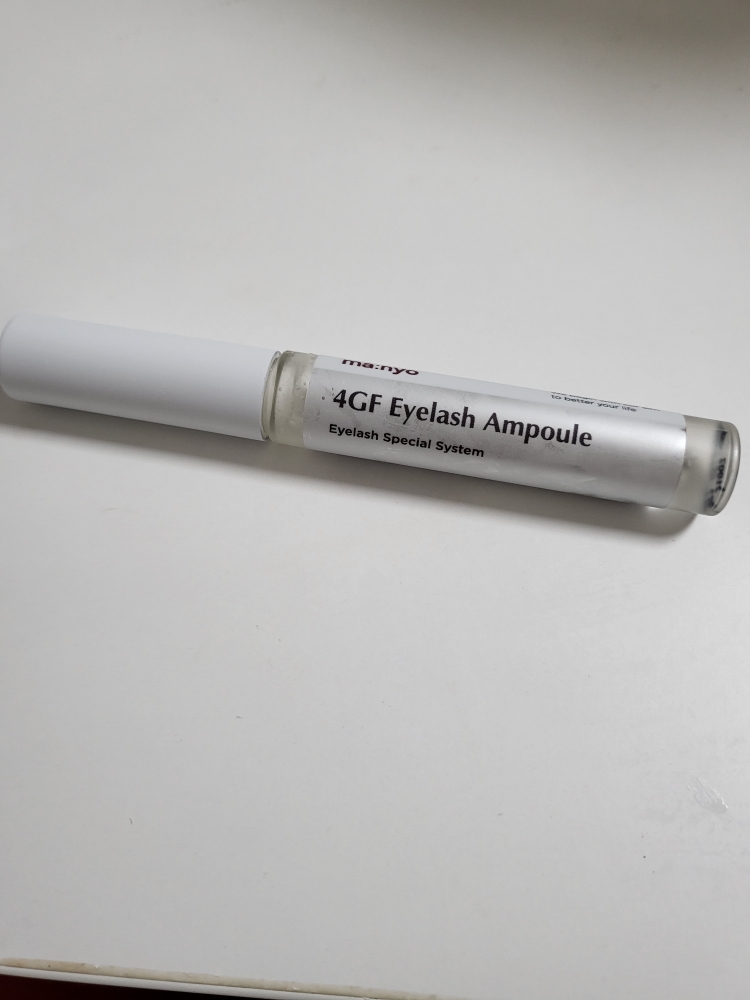 ma:nyo
to better your life
4GF Eyelash Ampoule
Eyelash Special System